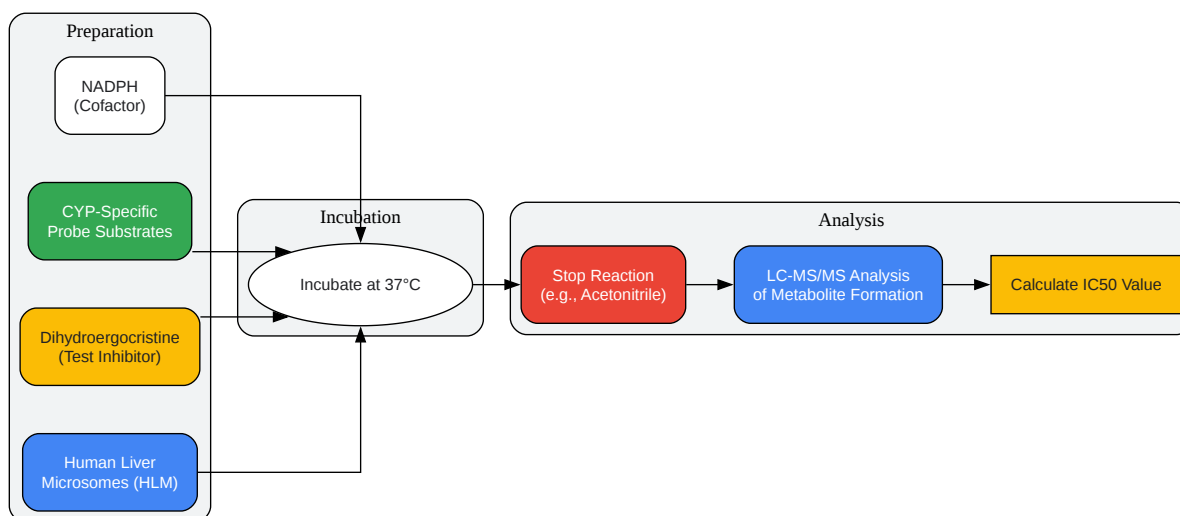 Preparation
NADPH
(Cofactor)
CYP-Specific
Probe Substrates
Dihydroergocristine
(Test Inhibitor)
Human Liver
Microsomes (HLM)
Incubation
Incubate at 37°C
Analysis
Stop Reaction
(e.g., Acetonitrile)
LC-MS/MS Analysis
of Metabolite Formation
Calculate IC50 Value